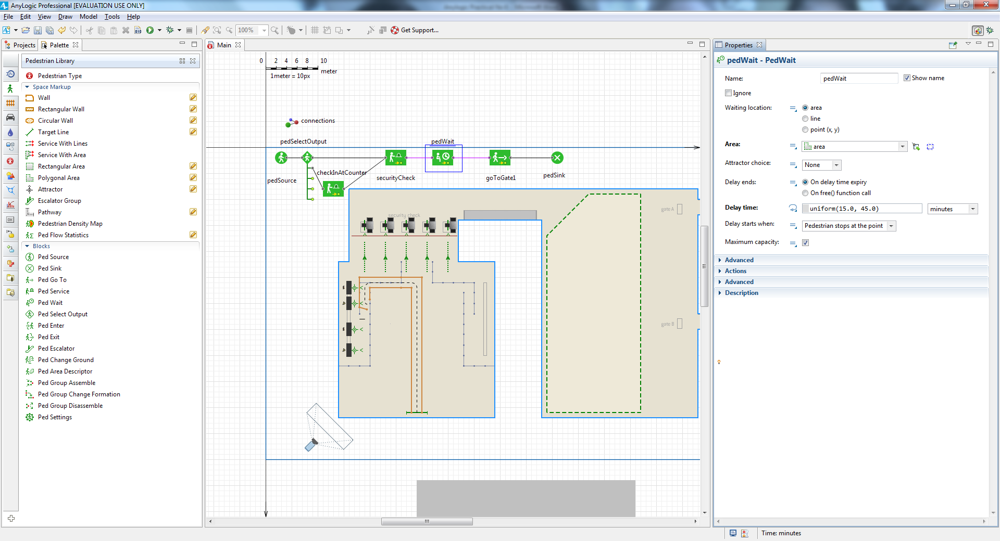 AnyLogic Professional [EVALUATION USE ONLY]
File Edit View Draw Model Tools Help
100%
Get Support...
Projects
Palette
Pedestrian Library
Pedestrian Type
Space Markup
Wall
Rectangular Wall
Circular Wall
Target Line
Service With Lines
Service With Area
Rectangular Area
Polygonal Area
Attractor
Escalator Group
Pathway
Pedestrian Density Map
Ped Flow Statistics
Blocks
Ped Source
Ped Sink
Ped Go To
Ped Service
Ped Wait
Ped Select Output
Ped Enter
Ped Exit
Ped Escalator
Ped Change Ground
Ped Area Descriptor
Ped Group Assemble
Ped Group Change Formation
Ped Group Disassemble
Ped Settings
OK
Main
0 2 4 6 8 10
meter
1meter = 10px
connections
pedSelectOutput
pedWait
checkInAtCounter
pedSource
securityCheck
goToGate1
pedSink
security check
gate A
gate B
Properties
pedWait - PedWait
Name: pedWait Show name
Ignore
Waiting location: area
line
point (x, y)
Area: area
Attractor choice: None
Delay ends: On delay time expiry
On free() function call
Delay time: uniform(15.0, 45.0) minutes
Delay starts when: Pedestrian stops at the point
Maximum capacity:
Advanced
Actions
Advanced
Description
Time: minutes